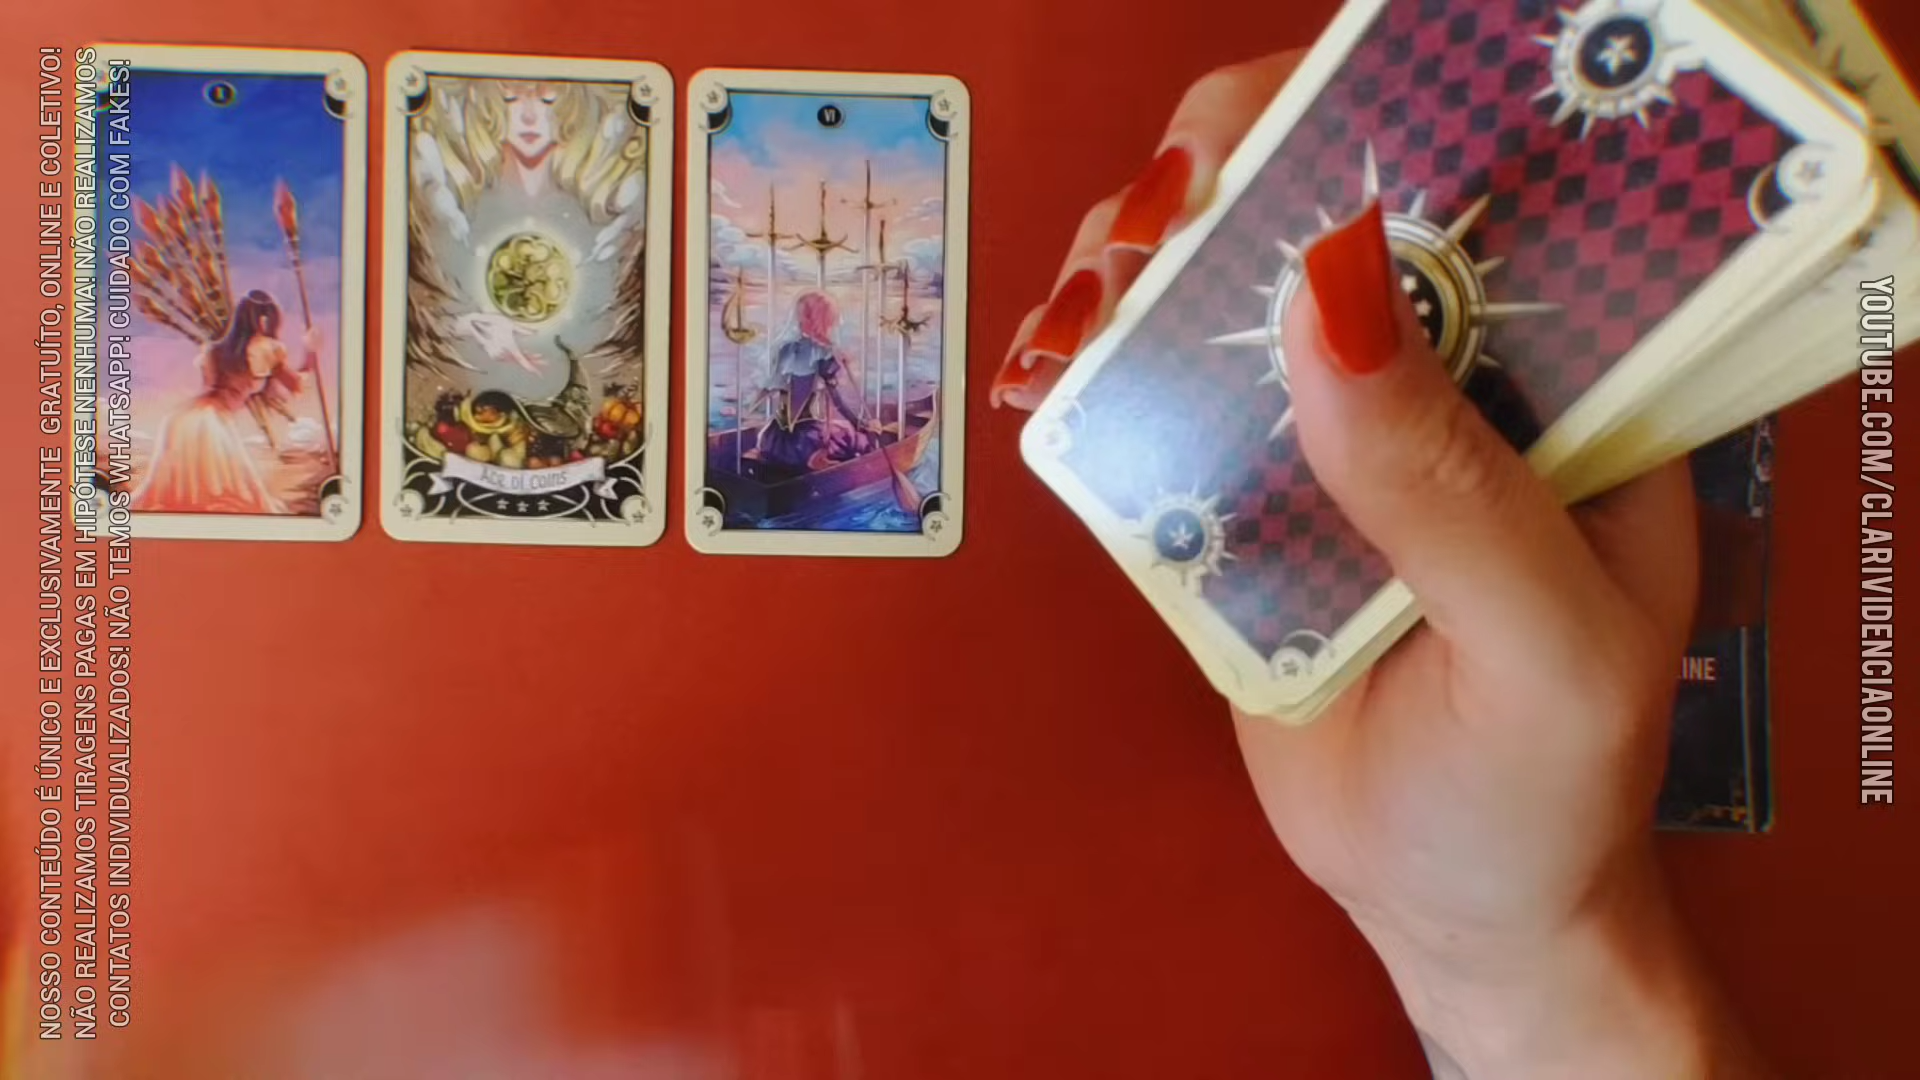 NOSSO CONTEÚDO É ÚNICO E EXCLUSIVAMENTE GRATUÍTO, ONLINE E COLETIVO!
NÃO REALIZAMOS TIRAGENS PAGAS EM HIPÓTESE NENHUMA! NÃO REALIZAMOS
CONTATOS INDIVIDUALIZADOS! NÃO TEMOS WHATSAPP! CUIDADO COM FAKES!
X
ACE OF COINS
VI
LINE
YOUTUBE.COM/CLARIVIDENCIAONLINE